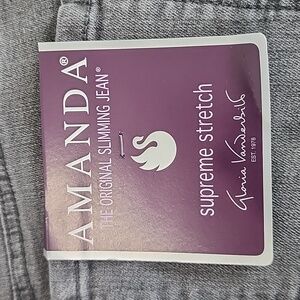 AMANDA®
THE ORIGINAL SLIMMING JEAN®
supreme stretch
Gloria Vanderbilt
EST. 1976